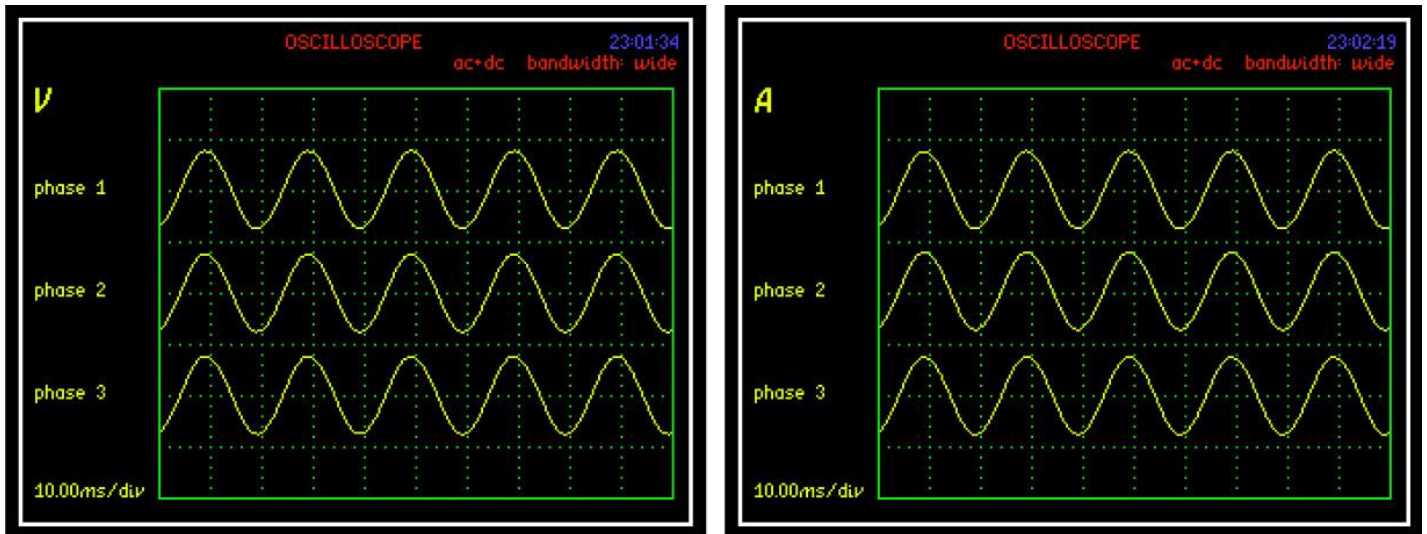 OSCILLOSCOPE 23:01:34
ac+dc bandwidth: wide
V
phase 1
phase 2
phase 3
10.00ms/div
OSCILLOSCOPE 23:02:19
ac+dc bandwidth: wide
A
phase 1
phase 2
phase 3
10.00ms/div